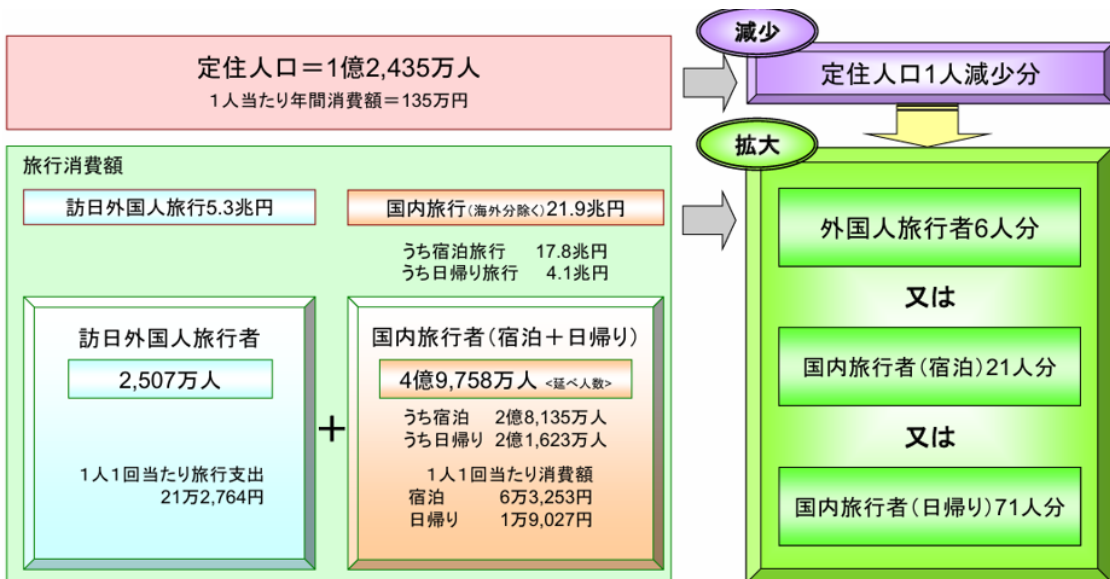 減少
定住人口＝1億2,435万人
1人当たり年間消費額＝135万円
定住人口1人減少分
拡大
旅行消費額
訪日外国人旅行5.3兆円
国内旅行(海外分除く)21.9兆円
うち宿泊旅行 17.8兆円
うち日帰り旅行 4.1兆円
訪日外国人旅行者
2,507万人
1人1回当たり旅行支出
21万2,764円
＋
国内旅行者(宿泊＋日帰り)
4億9,758万人 <延べ人数>
うち宿泊 2億8,135万人
うち日帰り 2億1,623万人
1人1回当たり消費額
宿泊 6万3,253円
日帰り 1万9,027円
外国人旅行者6人分
又は
国内旅行者(宿泊)21人分
又は
国内旅行者(日帰り)71人分